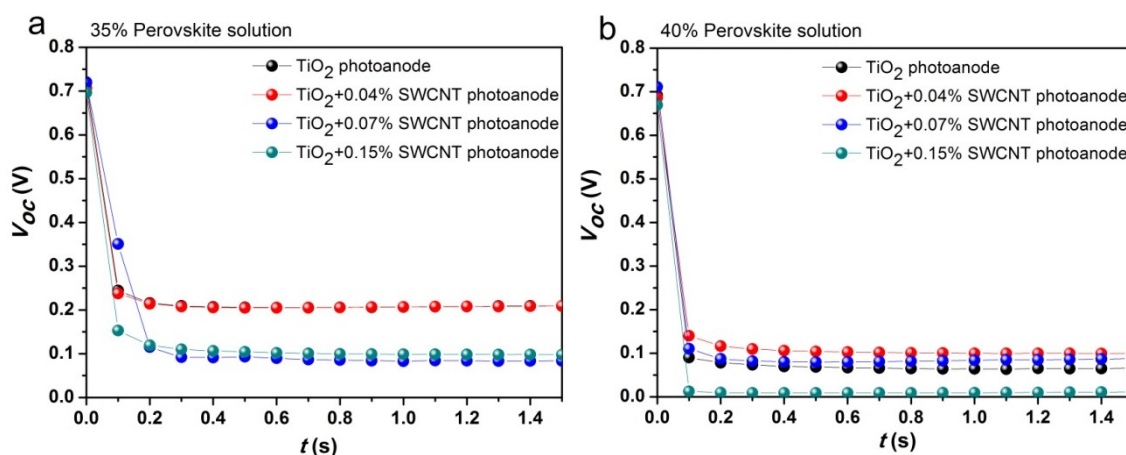 a
35% Perovskite solution
0.8
0.7
0.6
0.5
0.4
0.3
0.2
0.1
0.0
Voc (V)
TiO2 photoanode
TiO2+0.04% SWCNT photoanode
TiO2+0.07% SWCNT photoanode
TiO2+0.15% SWCNT photoanode
0.0 0.2 0.4 0.6 0.8 1.0 1.2 1.4
t (s)
b
40% Perovskite solution
0.8
0.7
0.6
0.5
0.4
0.3
0.2
0.1
0.0
Voc (V)
TiO2 photoanode
TiO2+0.04% SWCNT photoanode
TiO2+0.07% SWCNT photoanode
TiO2+0.15% SWCNT photoanode
0.0 0.2 0.4 0.6 0.8 1.0 1.2 1.4
t (s)